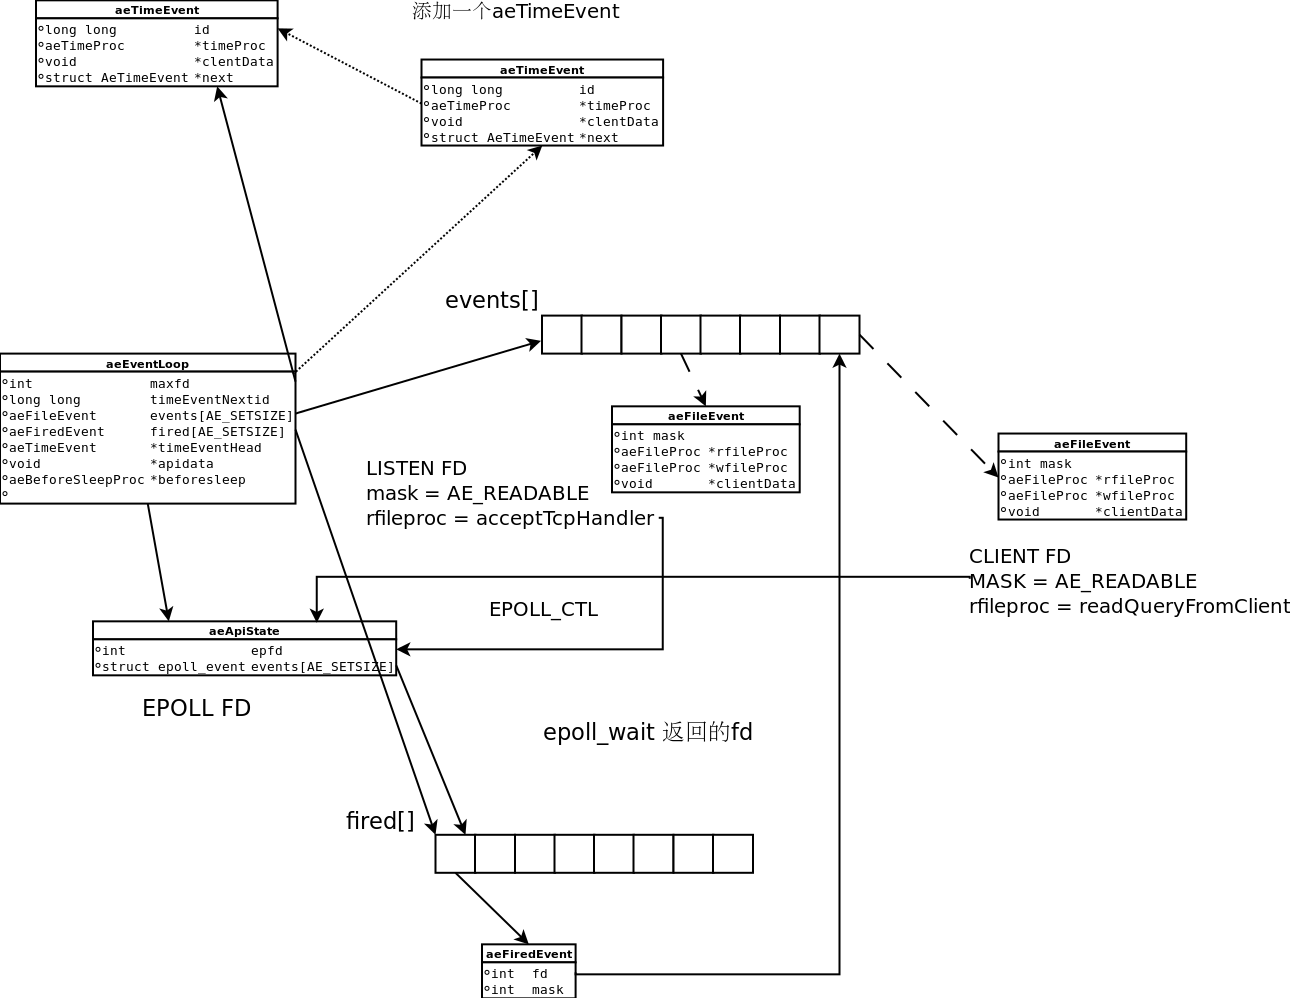 aeTimeEvent
long long id
aeTimeProc *timeProc
void *clentData
struct AeTimeEvent *next
添加一个aeTimeEvent
aeTimeEvent
long long id
aeTimeProc *timeProc
void *clentData
struct AeTimeEvent *next
events[]
aeEventLoop
int maxfd
long long timeEventNextid
aeFileEvent events[AE_SETSIZE]
aeFiredEvent fired[AE_SETSIZE]
aeTimeEvent *timeEventHead
void *apidata
aeBeforeSleepProc *beforesleep
aeFileEvent
int mask
aeFileProc *rfileProc
aeFileProc *wfileProc
void *clientData
aeFileEvent
int mask
aeFileProc *rfileProc
aeFileProc *wfileProc
void *clientData
LISTEN FD
mask = AE_READABLE
rfileproc = acceptTcpHandler
CLIENT FD
MASK = AE_READABLE
rfileproc = readQueryFromClient
EPOLL_CTL
aeApiState
int epfd
struct epoll_event events[AE_SETSIZE]
EPOLL FD
epoll_wait 返回的fd
fired[]
aeFiredEvent
int fd
int mask